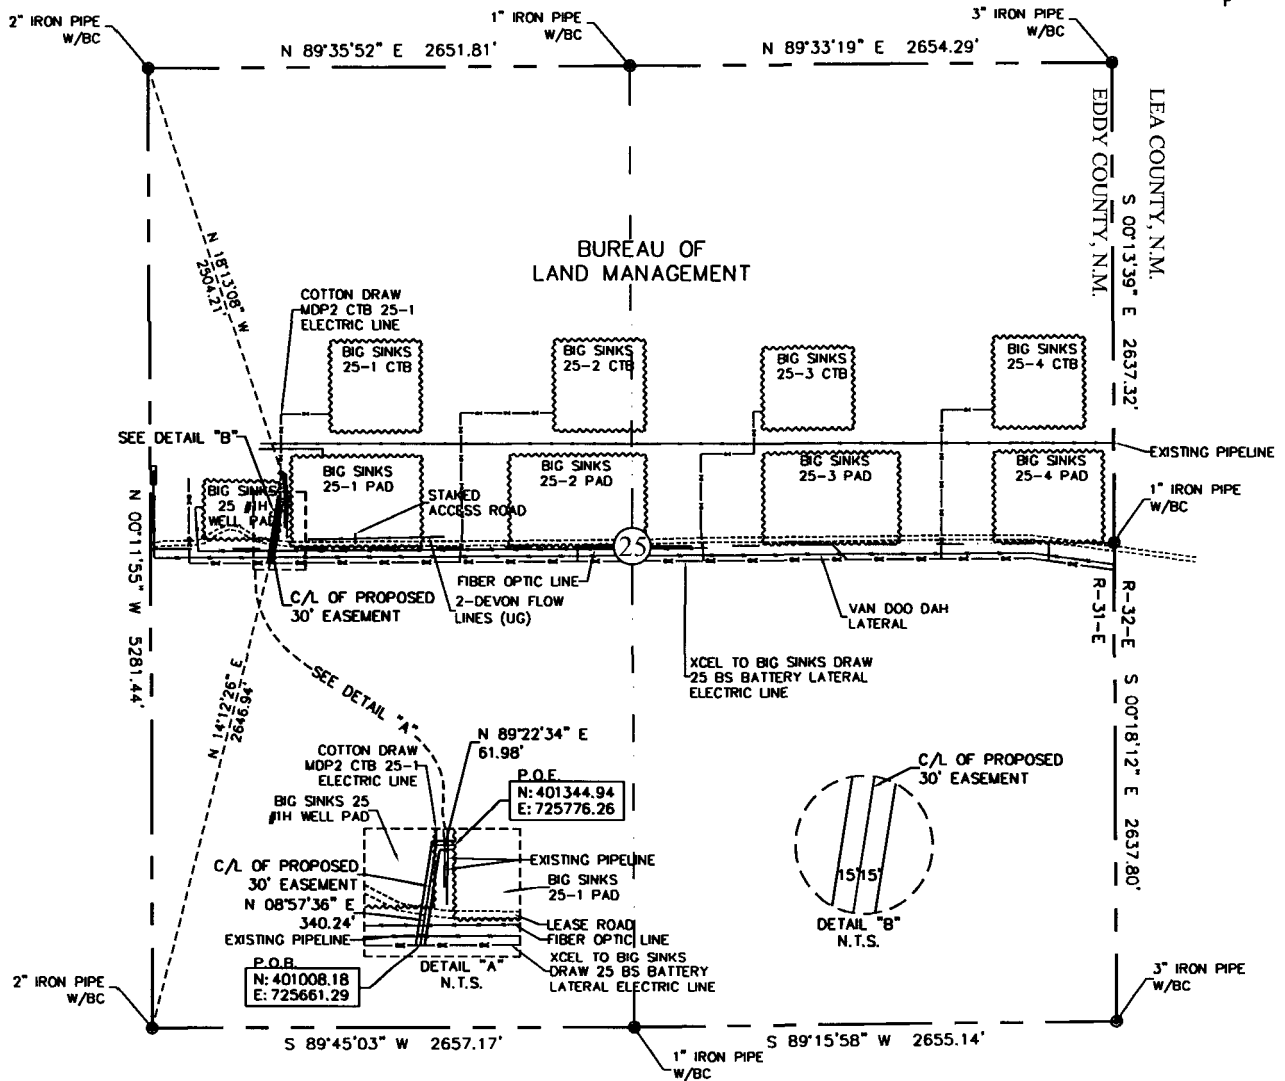 2" IRON PIPE
W/BC
1" IRON PIPE
W/BC
3" IRON PIPE
W/BC
N 89°35'52" E 2651.81'
N 89°33'19" E 2654.29'
LEA COUNTY, N.M.
EDDY COUNTY, N.M.
S 00°13'39" E 2637.32'
BUREAU OF
LAND MANAGEMENT
N 18°13'08" W
2504.21'
COTTON DRAW
MDP2 CTB 25-1
ELECTRIC LINE
BIG SINKS
25-1 CTB
BIG SINKS
25-2 CTB
BIG SINKS
25-3 CTB
BIG SINKS
25-4 CTB
SEE DETAIL "B"
EXISTING PIPELINE
BIG SINKS
25 #1H
WELL PAD
BIG SINKS
25-1 PAD
BIG SINKS
25-2 PAD
BIG SINKS
25-3 PAD
BIG SINKS
25-4 PAD
STAKED
ACCESS ROAD
1" IRON PIPE
W/BC
25
N 00°11'55" W 5281.44'
C/L OF PROPOSED
30' EASEMENT
FIBER OPTIC LINE
2-DEVON FLOW
LINES (UG)
VAN DOO DAH
LATERAL
R-32-E
R-31-E
XCEL TO BIG SINKS DRAW
25 BS BATTERY LATERAL
ELECTRIC LINE
N 14°12'26" E
2646.94'
SEE DETAIL "A"
S 00°18'12" E 2637.80'
N 89°22'34" E
61.98'
COTTON DRAW
MDP2 CTB 25-1
ELECTRIC LINE
P.O.E.
N: 401344.94
E: 725776.26
BIG SINKS 25
#1H WELL PAD
C/L OF PROPOSED
30' EASEMENT
EXISTING PIPELINE
BIG SINKS
25-1 PAD
N 08°57'36" E
340.24'
LEASE ROAD
EXISTING PIPELINE
FIBER OPTIC LINE
XCEL TO BIG SINKS
DRAW 25 BS BATTERY
LATERAL ELECTRIC LINE
P.O.B.
N: 401008.18
E: 725661.29
DETAIL "A"
N.T.S.
C/L OF PROPOSED
30' EASEMENT
15'15'
DETAIL "B"
N.T.S.
2" IRON PIPE
W/BC
3" IRON PIPE
W/BC
S 89°45'03" W 2657.17'
S 89°15'58" W 2655.14'
1" IRON PIPE
W/BC